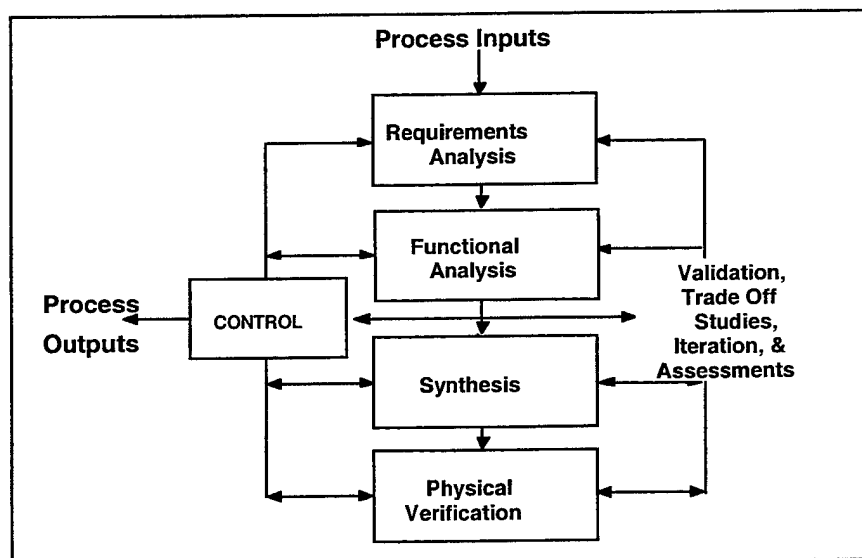 Process Inputs
Requirements
Analysis
Functional
Analysis
Process
Outputs
CONTROL
Validation,
Trade Off
Studies,
Iteration, &
Assessments
Synthesis
Physical
Verification